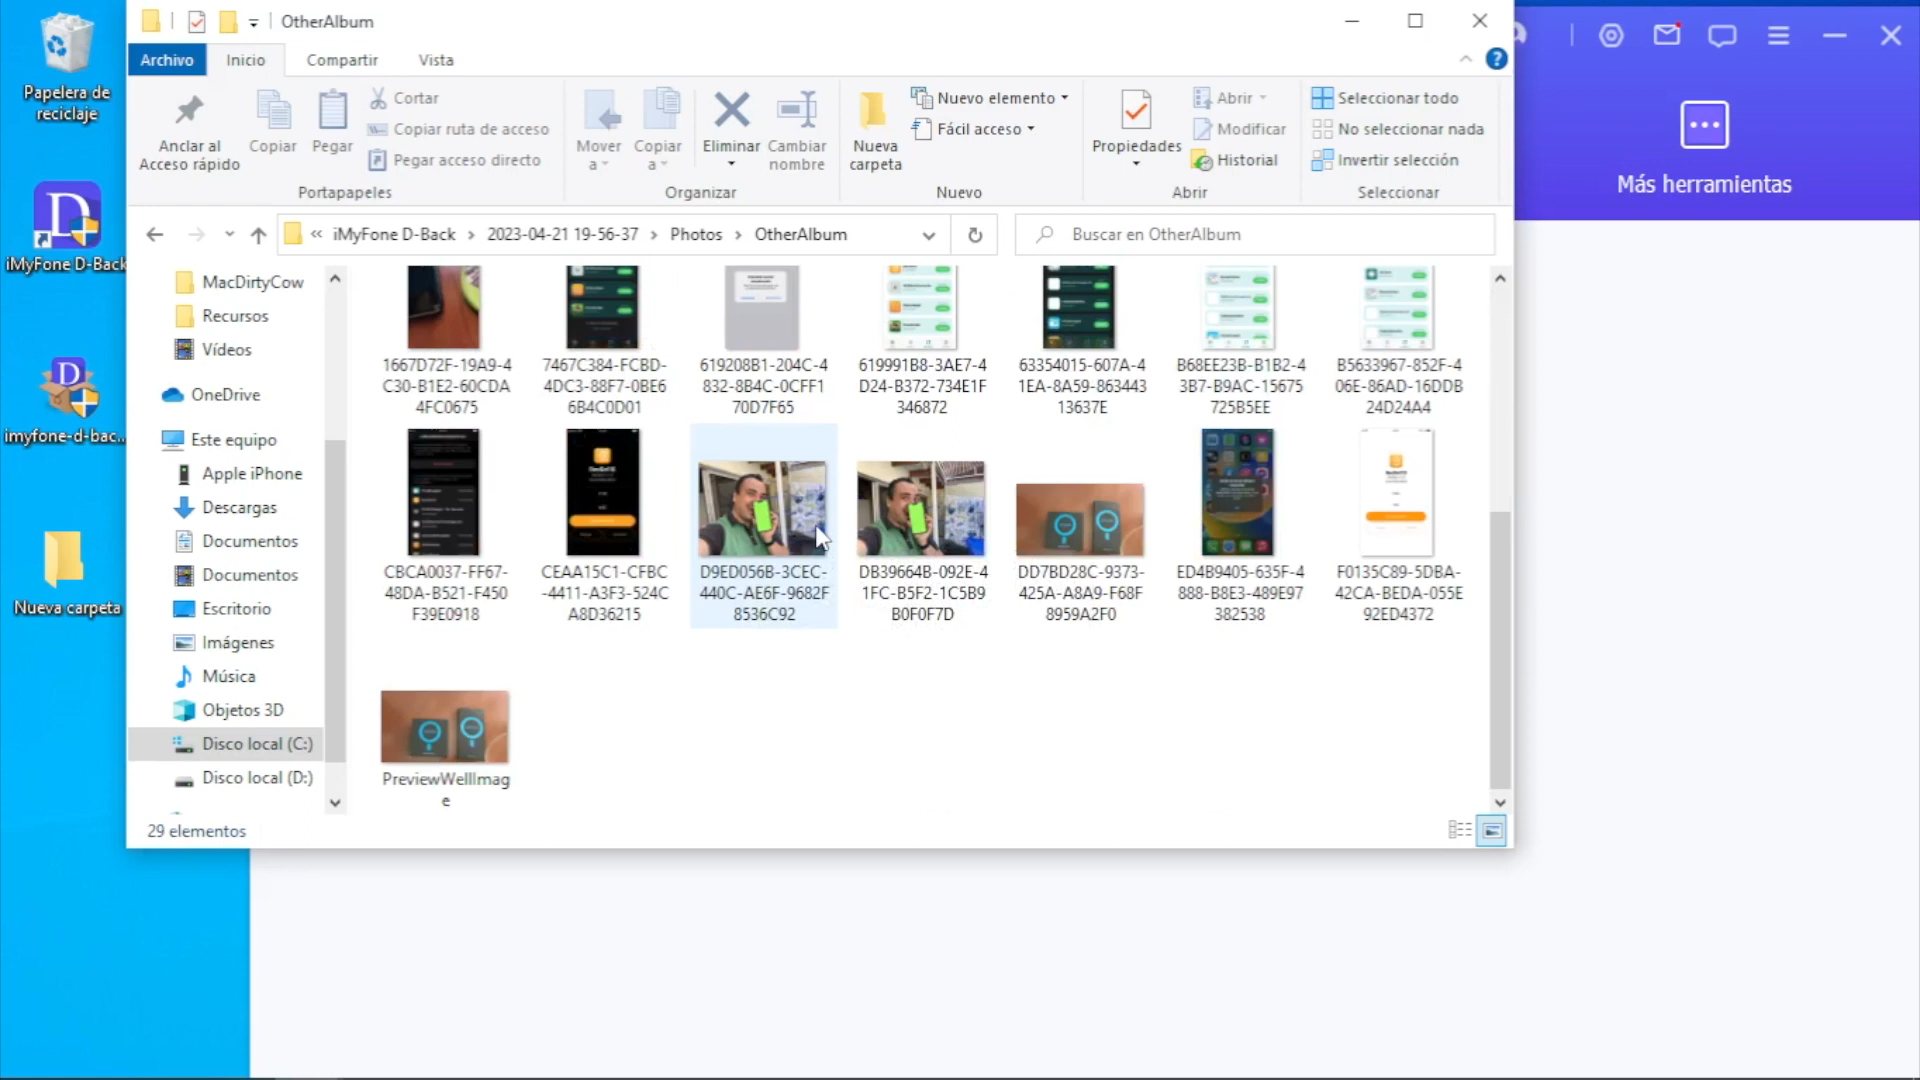 OtherAlbum
Archivo
Inicio
Compartir
Vista
Anclar al
Acceso rápido
Copiar
Pegar
Cortar
Copiar ruta de acceso
Pegar acceso directo
Portapapeles
Mover
a
Copiar
a
Eliminar
Cambiar
nombre
Organizar
Nueva
carpeta
Nuevo elemento
Fácil acceso
Nuevo
Propiedades
Abrir
Modificar
Historial
Abrir
Seleccionar todo
No seleccionar nada
Invertir selección
Seleccionar
Más herramientas
« iMyFone D-Back › 2023-04-21 19-56-37 › Photos › OtherAlbum
Buscar en OtherAlbum
Papelera de
reciclaje
iMyFone D-Back
imyfone-d-bac...
Nueva carpeta
MacDirtyCow
Recursos
Vídeos
OneDrive
Este equipo
Apple iPhone
Descargas
Documentos
Documentos
Escritorio
Imágenes
Música
Objetos 3D
Disco local (C:)
Disco local (D:)
1667D72F-19A9-4
C30-B1E2-60CDA
4FC0675
7467C384-FCBD-
4DC3-88F7-0BE6
6B4C0D01
619208B1-204C-4
832-8B4C-0CFF1
70D7F65
619991B8-3AE7-4
D24-B372-734E1F
346872
63354015-607A-4
1EA-8A59-863443
13637E
B68EE23B-B1B2-4
3B7-B9AC-15675
725B5EE
B5633967-852F-4
06E-86AD-16DDB
24D24A4
CBCA0037-FF67-
48DA-B521-F450
F39E0918
CEAA15C1-CFBC
-4411-A3F3-524C
A8D36215
D9ED056B-3CEC-
440C-AE6F-9682F
8536C92
DB39664B-092E-4
1FC-B5F2-1C5B9
B0F0F7D
DD7BD28C-9373-
425A-A8A9-F68F
8959A2F0
ED4B9405-635F-4
888-B8E3-489E97
382538
F0135C89-5DBA-
42CA-BEDA-055E
92ED4372
PreviewWellImag
e
29 elementos